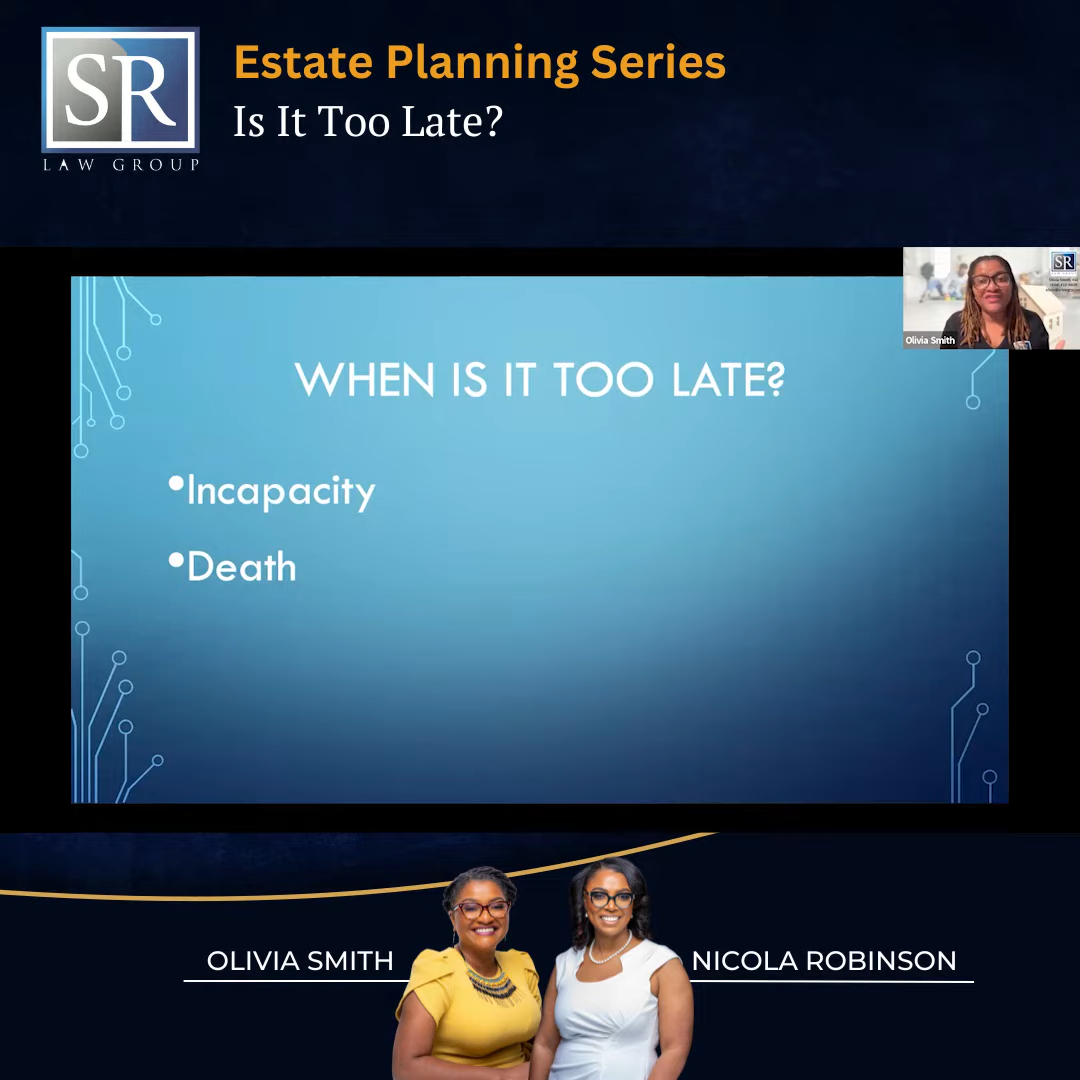 SR
LAW GROUP
Estate Planning Series
Is It Too Late?
SR
Olivia Smith
WHEN IS IT TOO LATE?
•Incapacity
•Death
OLIVIA SMITH
NICOLA ROBINSON